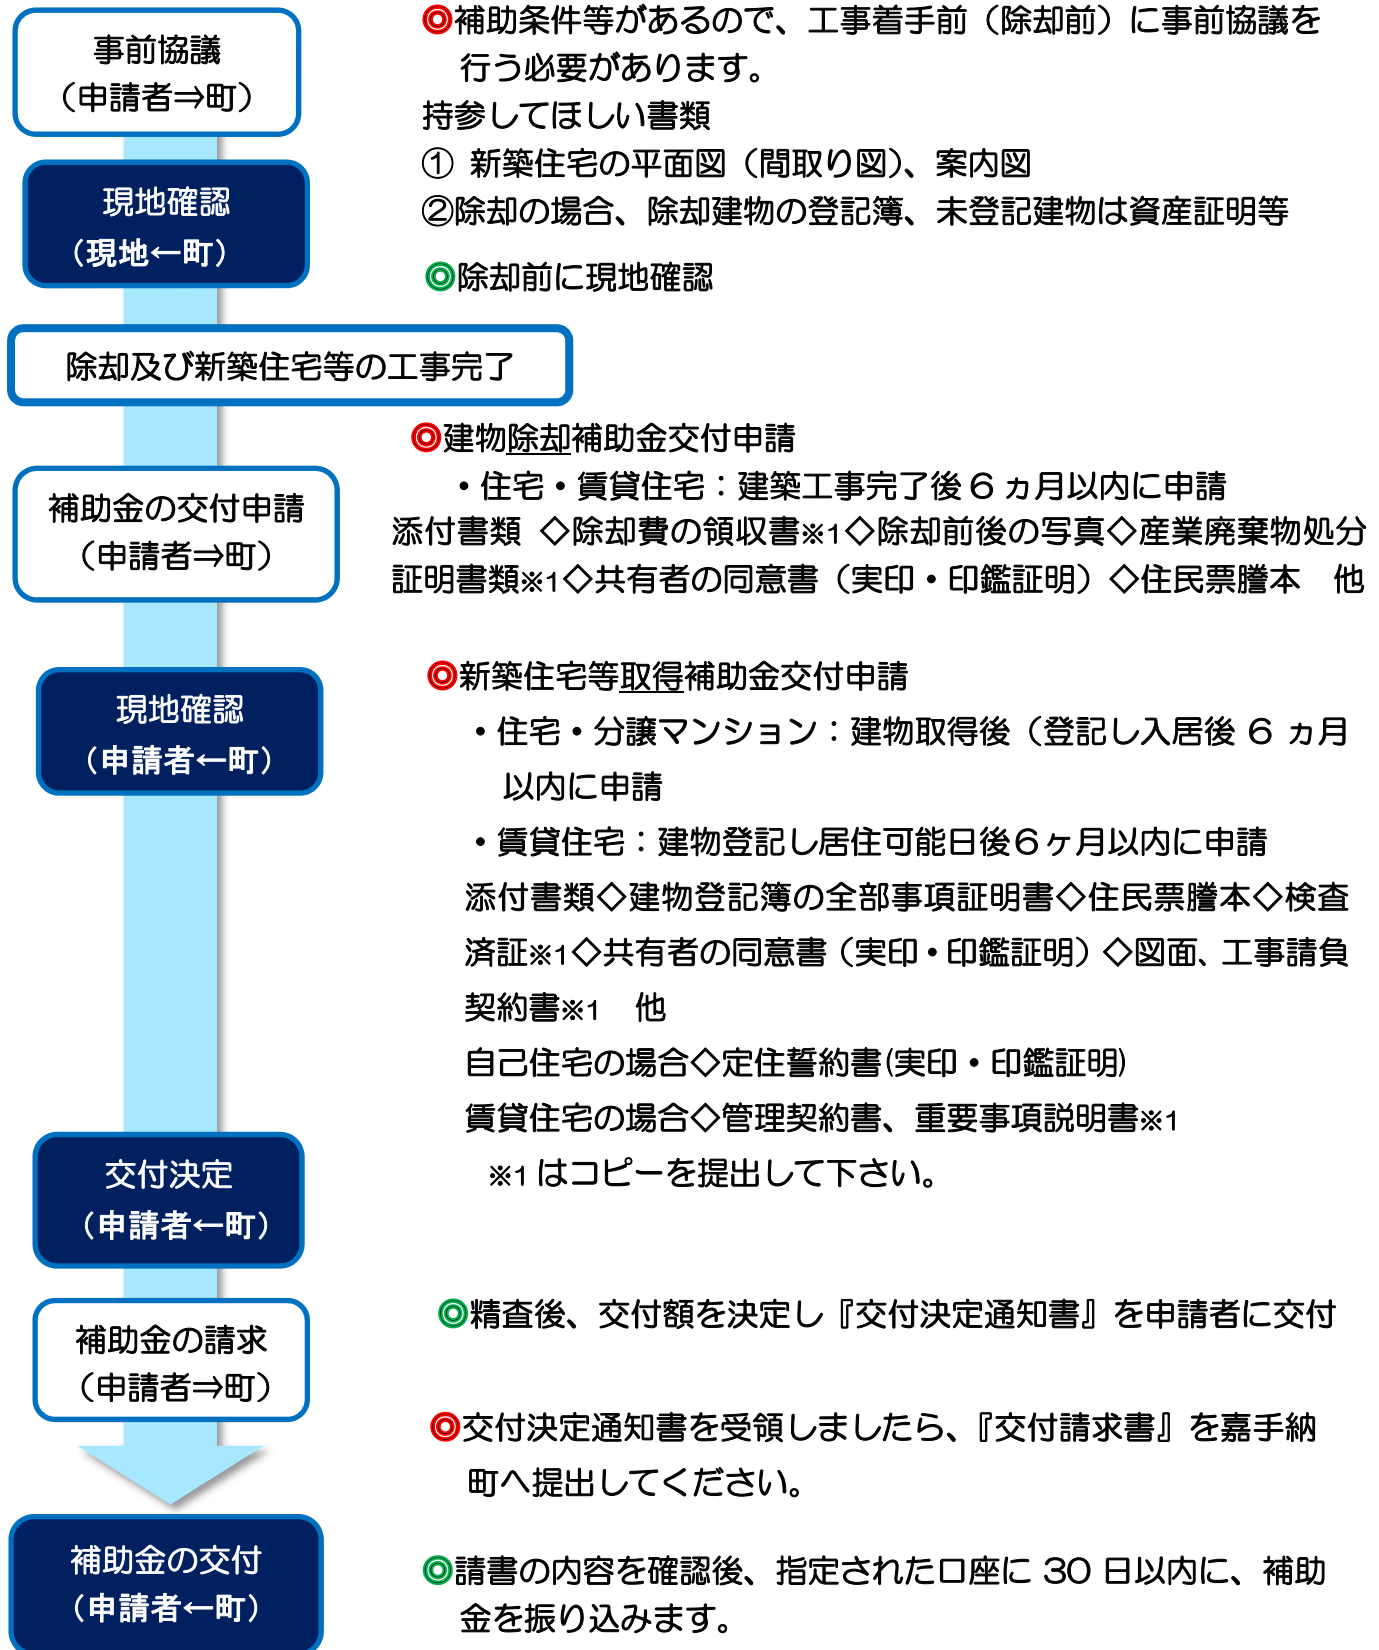 事前協議
（申請者⇒町）
◎補助条件等があるので、工事着手前（除却前）に事前協議を
行う必要があります。
持参してほしい書類
① 新築住宅の平面図（間取り図）、案内図
②除却の場合、除却建物の登記簿、未登記建物は資産証明等
現地確認
（現地←町）
◎除却前に現地確認
除却及び新築住宅等の工事完了
補助金の交付申請
（申請者⇒町）
◎建物除却補助金交付申請
・住宅・賃貸住宅：建築工事完了後６ヵ月以内に申請
添付書類 ◇除却費の領収書※1◇除却前後の写真◇産業廃棄物処分
証明書類※1◇共有者の同意書（実印・印鑑証明）◇住民票謄本　他
現地確認
（申請者←町）
◎新築住宅等取得補助金交付申請
・住宅・分譲マンション：建物取得後（登記し入居後 6 ヵ月
以内に申請
・賃貸住宅：建物登記し居住可能日後６ヶ月以内に申請
添付書類◇建物登記簿の全部事項証明書◇住民票謄本◇検査
済証※1◇共有者の同意書（実印・印鑑証明）◇図面、工事請負
契約書※1　他
自己住宅の場合◇定住誓約書(実印・印鑑証明)
賃貸住宅の場合◇管理契約書、重要事項説明書※1
※1 はコピーを提出して下さい。
交付決定
（申請者←町）
◎精査後、交付額を決定し『交付決定通知書』を申請者に交付
補助金の請求
（申請者⇒町）
◎交付決定通知書を受領しましたら、『交付請求書』を嘉手納
町へ提出してください。
補助金の交付
（申請者←町）
◎請書の内容を確認後、指定された口座に 30 日以内に、補助
金を振り込みます。